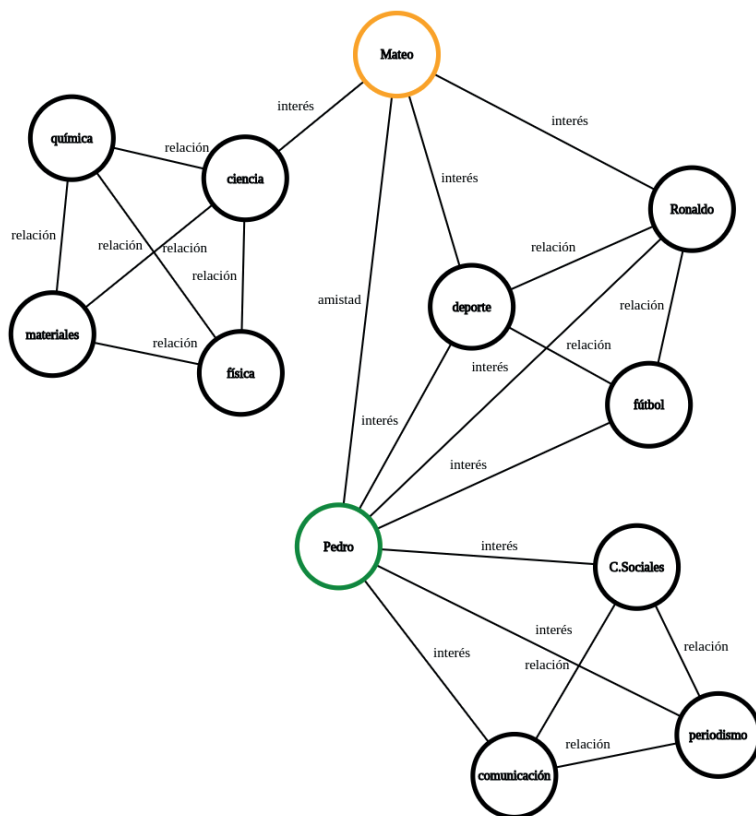 Mateo
interés
química
relación
interés
ciencia
interés
Ronaldo
relación
relación
relación
relación
relación
amistad
deporte
relación
materiales
relación
relación
interés
física
fútbol
interés
interés
Pedro
interés
C.Sociales
interés
relación
interés
relación
periodismo
relación
comunicación